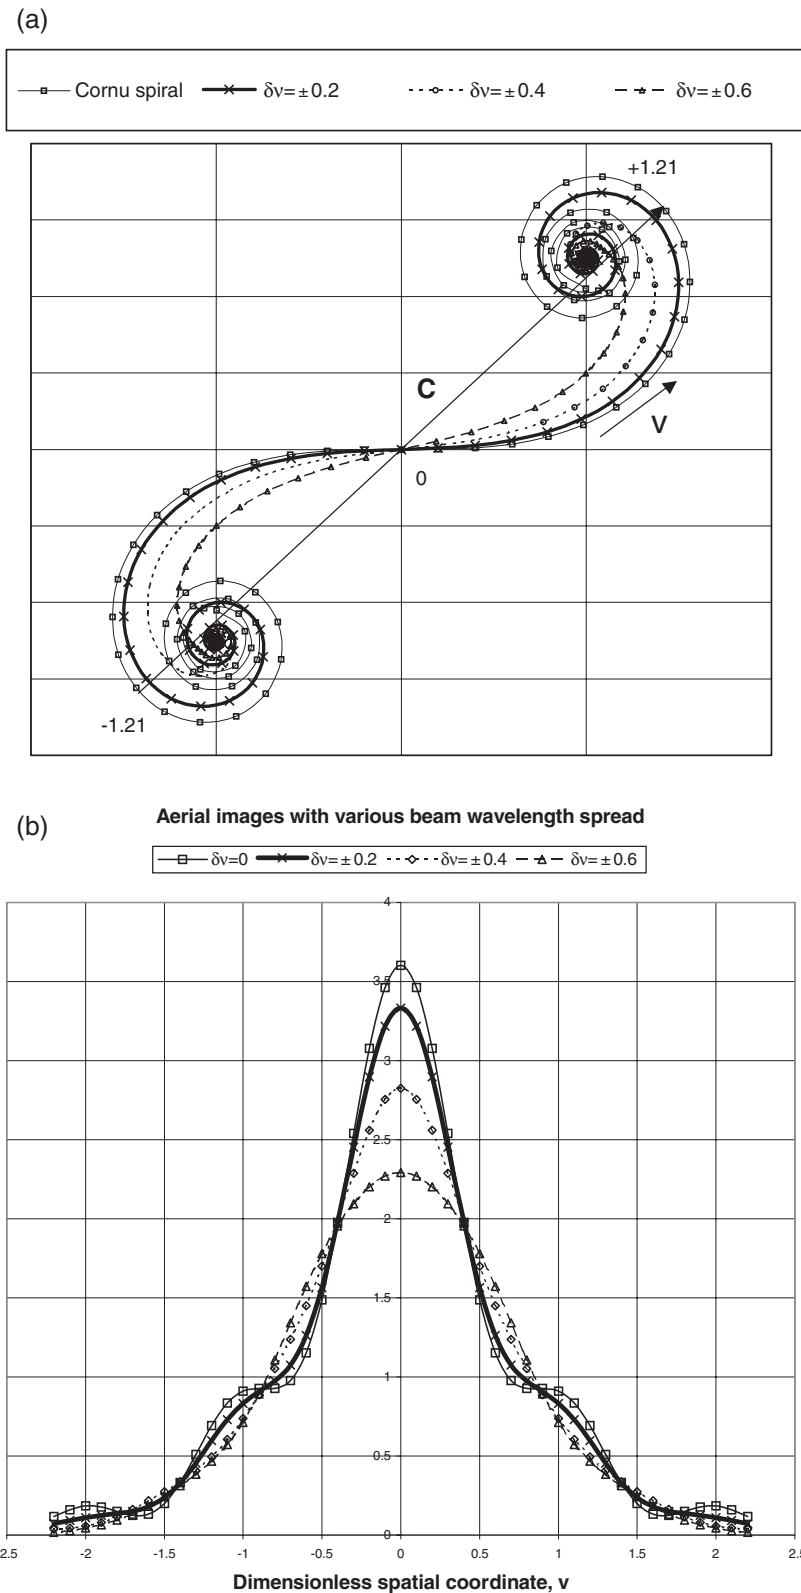 (a)
Cornu spiral δν=±0.2 δν=±0.4 δν=±0.6
+1.21
C
V
0
-1.21
(b)
Aerial images with various beam wavelength spread
δν=0 δν=±0.2 δν=±0.4 δν=±0.6
4
3.5
3
2.5
2
1.5
1
0.5
0
2.5 -2 -1.5 -1 -0.5 0 0.5 1 1.5 2 2.5
Dimensionless spatial coordinate, v